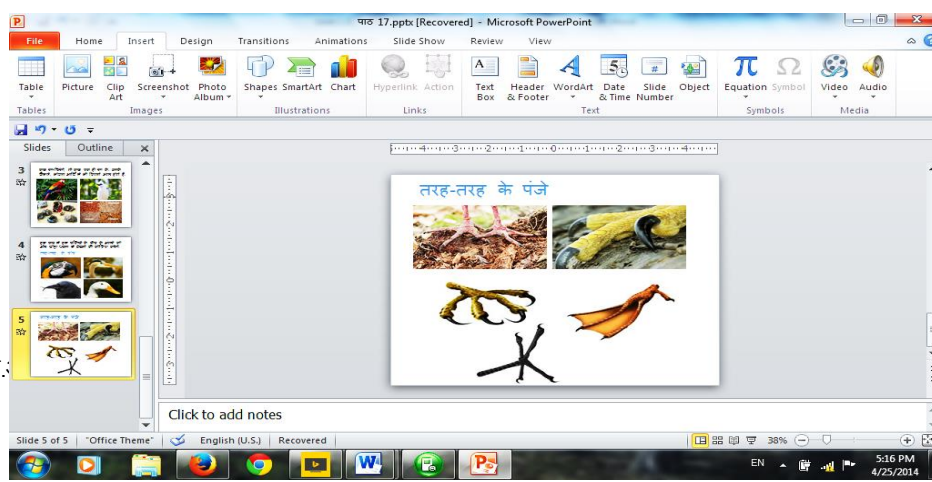 पाठ 17.pptx [Recovered] - Microsoft PowerPoint
File Home Insert Design Transitions Animations Slide Show Review View
Table Picture Clip Art Screenshot Photo Album Shapes SmartArt Chart Hyperlink Action Text Box Header & Footer WordArt Date & Time Slide Number Object Equation Symbol Video Audio
Tables Images Illustrations Links Text Symbols Media
Slides Outline
3
4
5
तरह-तरह के पंजे
Click to add notes
Slide 5 of 5 "Office Theme" English (U.S.) Recovered 38%
EN 5:16 PM
4/25/2014